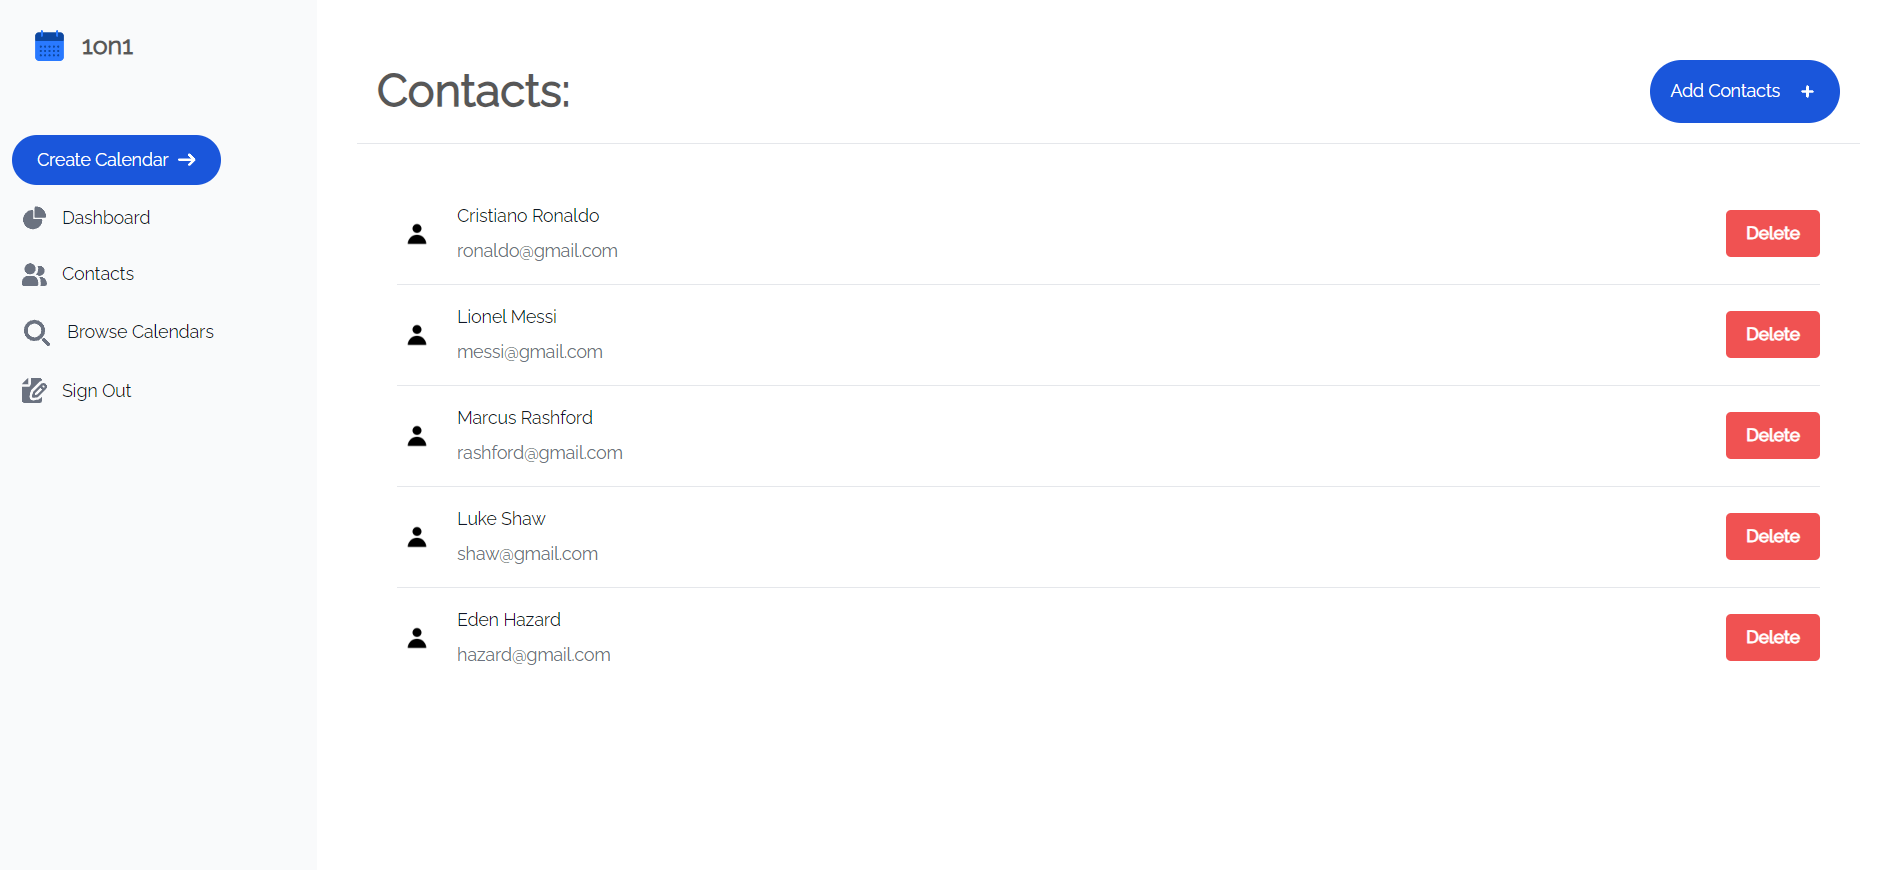 1on1
Create Calendar
Dashboard
Contacts
Browse Calendars
Sign Out
Contacts:
Add Contacts +
Cristiano Ronaldo
ronaldo@gmail.com
Delete
Lionel Messi
messi@gmail.com
Delete
Marcus Rashford
rashford@gmail.com
Delete
Luke Shaw
shaw@gmail.com
Delete
Eden Hazard
hazard@gmail.com
Delete